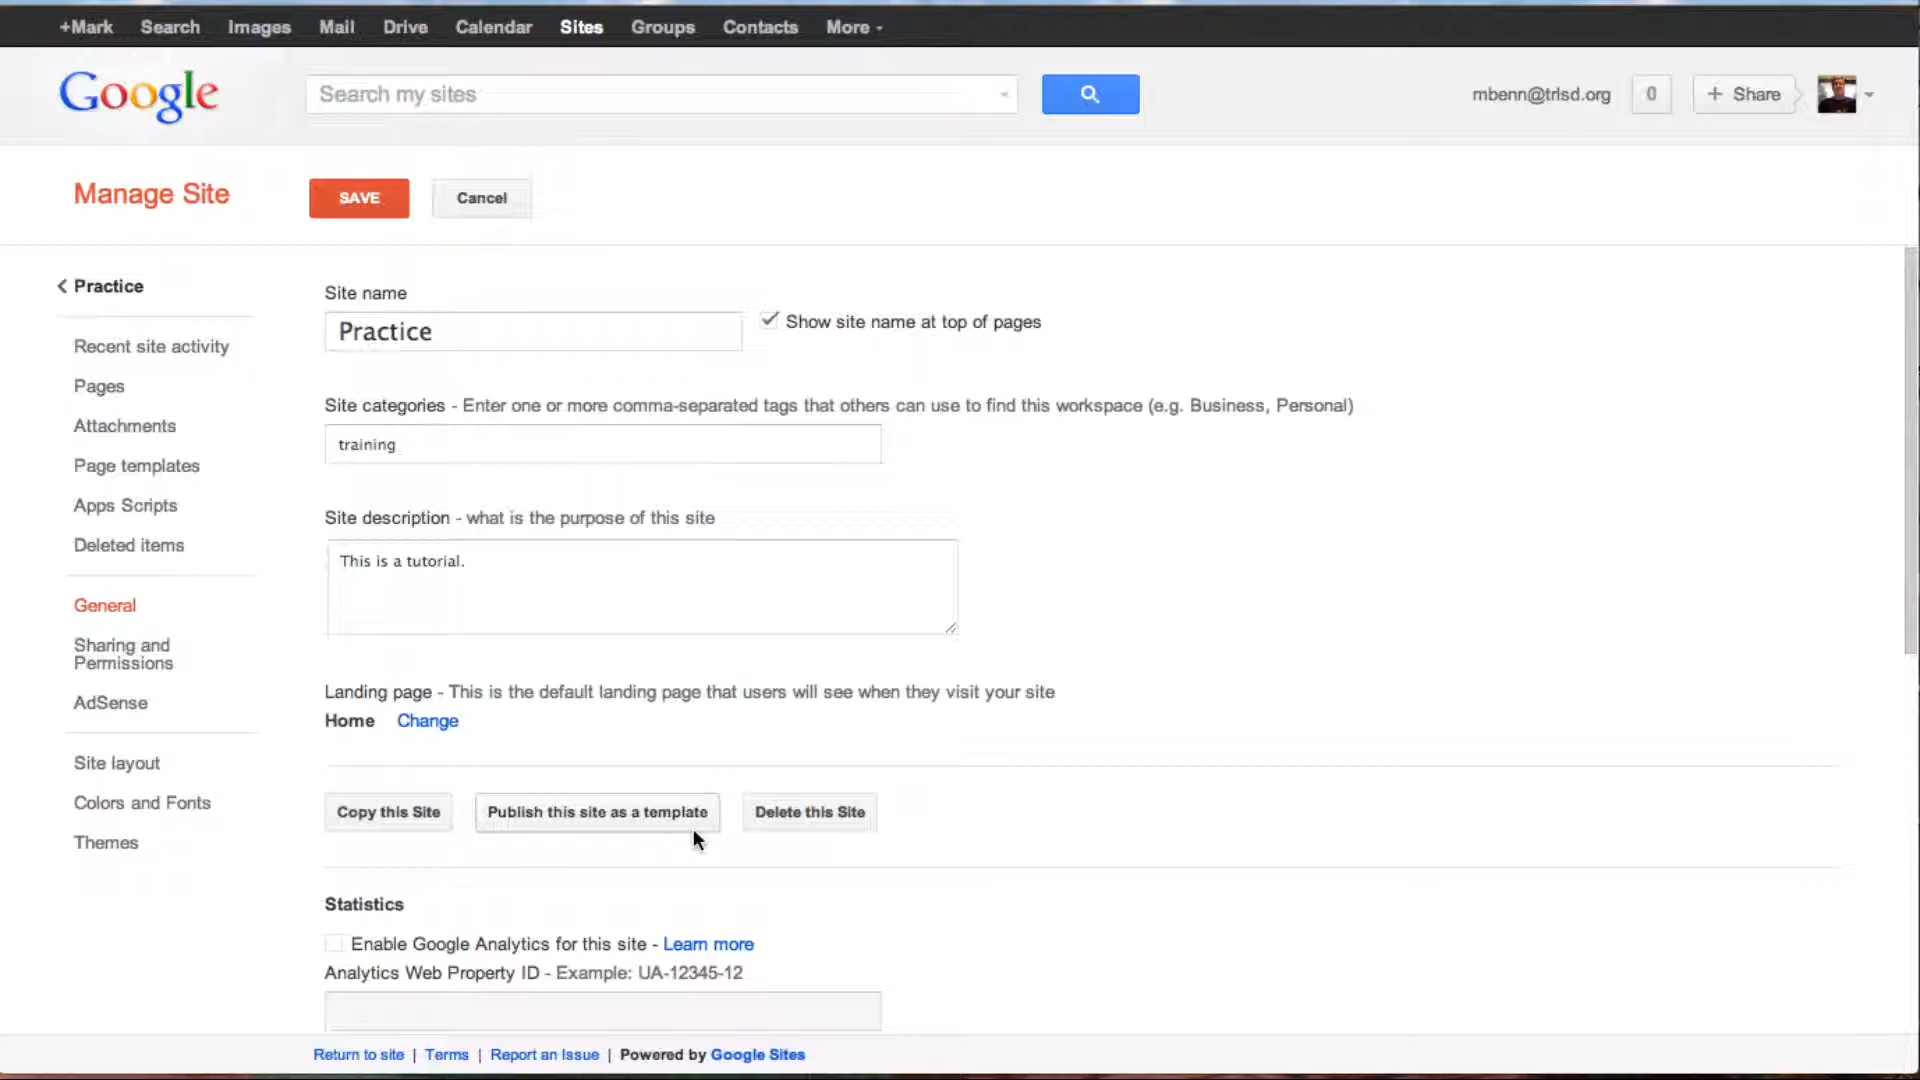 +Mark Search Images Mail Drive Calendar Sites Groups Contacts More
Google
Search my sites
mbenn@trlsd.org 0 + Share
Manage Site
SAVE
Cancel
Practice
Recent site activity
Pages
Attachments
Page templates
Apps Scripts
Deleted items
General
Sharing and
Permissions
AdSense
Site layout
Colors and Fonts
Themes
Site name
Practice
Show site name at top of pages
Site categories - Enter one or more comma-separated tags that others can use to find this workspace (e.g. Business, Personal)
training
Site description - what is the purpose of this site
This is a tutorial.
Landing page - This is the default landing page that users will see when they visit your site
Home Change
Copy this Site Publish this site as a template Delete this Site
Statistics
Enable Google Analytics for this site - Learn more
Analytics Web Property ID - Example: UA-12345-12
Return to site | Terms | Report an Issue | Powered by Google Sites